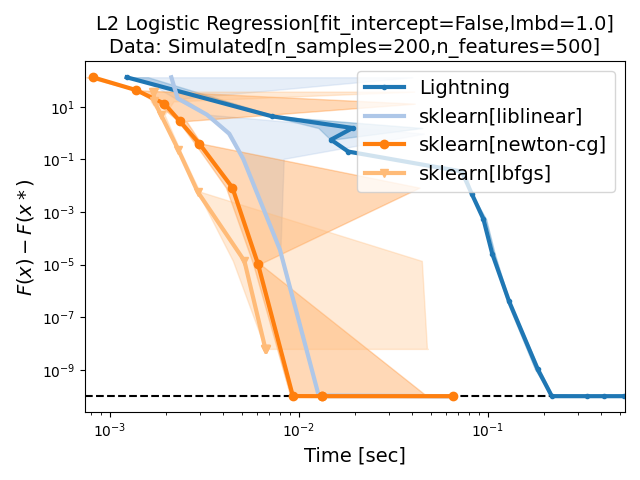 L2 Logistic Regression[fit_intercept=False,lmbd=1.0]
Data: Simulated[n_samples=200,n_features=500]
Lightning
sklearn[liblinear]
sklearn[newton-cg]
sklearn[lbfgs]
F(x) − F(x*)
10^1
10^−1
10^−3
10^−5
10^−7
10^−9
10^−3
10^−2
10^−1
Time [sec]